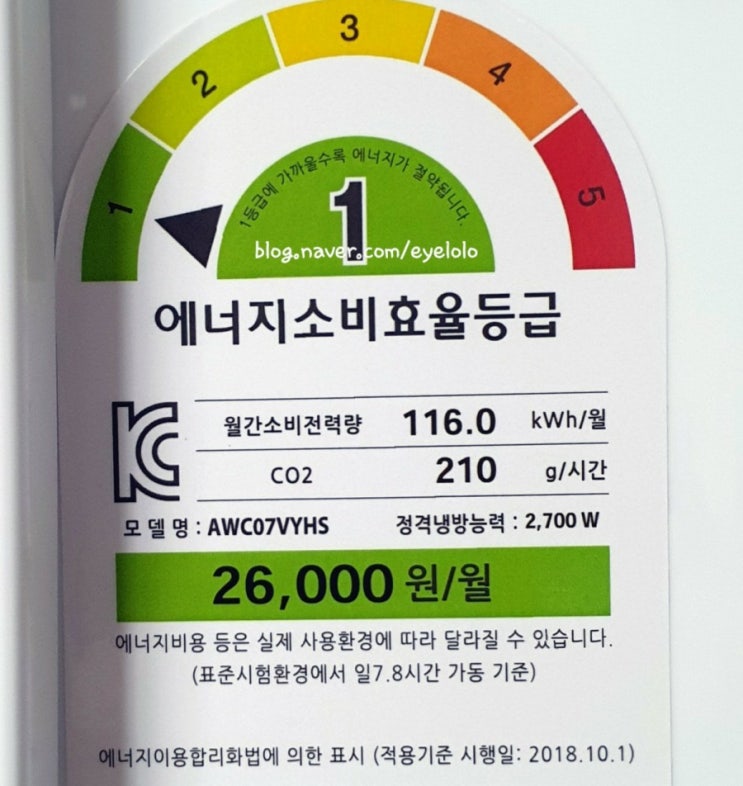 3
2
4
1
5
1등급에 가까울수록 에너지가 절약됩니다.
1
blog.naver.com/eyelolo
에너지소비효율등급
월간소비전력량 116.0 kWh/월
CO2 210 g/시간
모델명 : AWC07VYHS 정격냉방능력 : 2,700 W
26,000 원/월
에너지비용 등은 실제 사용환경에 따라 달라질 수 있습니다.
(표준시험환경에서 일7.8시간 가동 기준)
에너지이용합리화법에 의한 표시 (적용기준 시행일: 2018.10.1)